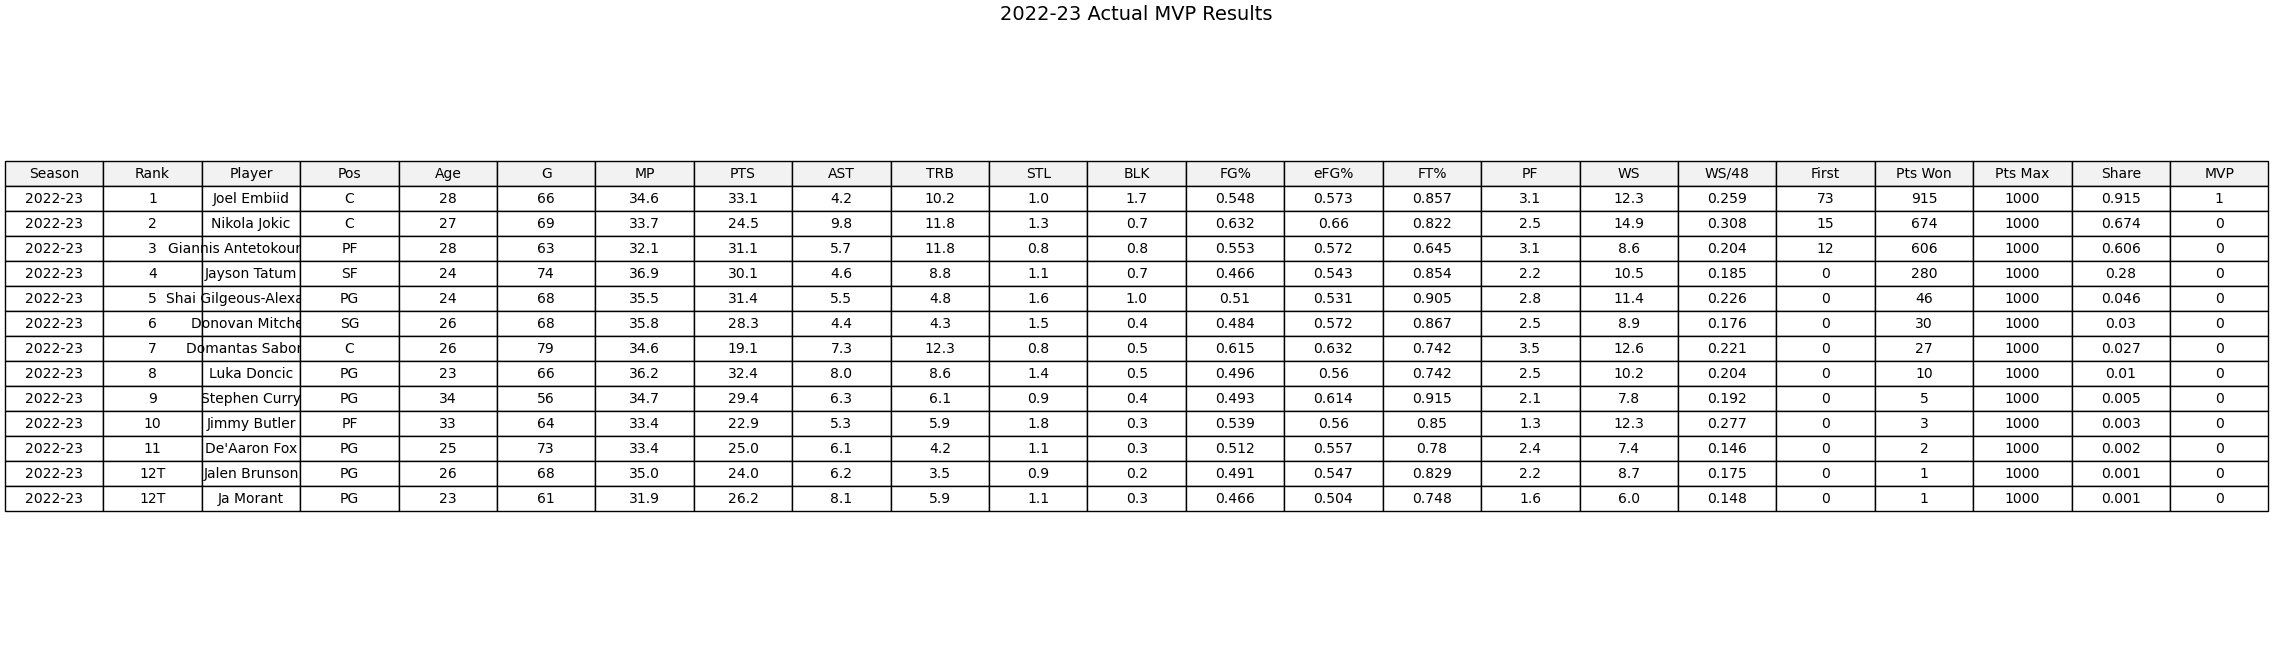 2022-23 Actual MVP Results
Season Rank Player Pos Age G MP PTS AST TRB STL BLK FG% eFG% FT% PF WS WS/48 First Pts Won Pts Max Share MVP
2022-23 1 Joel Embiid C 28 66 34.6 33.1 4.2 10.2 1.0 1.7 0.548 0.573 0.857 3.1 12.3 0.259 73 915 1000 0.915 1
2022-23 2 Nikola Jokic C 27 69 33.7 24.5 9.8 11.8 1.3 0.7 0.632 0.66 0.822 2.5 14.9 0.308 15 674 1000 0.674 0
2022-23 3 Giannis Antetokour PF 28 63 32.1 31.1 5.7 11.8 0.8 0.8 0.553 0.572 0.645 3.1 8.6 0.204 12 606 1000 0.606 0
2022-23 4 Jayson Tatum SF 24 74 36.9 30.1 4.6 8.8 1.1 0.7 0.466 0.543 0.854 2.2 10.5 0.185 0 280 1000 0.28 0
2022-23 5 Shai Gilgeous-Alexa PG 24 68 35.5 31.4 5.5 4.8 1.6 1.0 0.51 0.531 0.905 2.8 11.4 0.226 0 46 1000 0.046 0
2022-23 6 Donovan Mitche SG 26 68 35.8 28.3 4.4 4.3 1.5 0.4 0.484 0.572 0.867 2.5 8.9 0.176 0 30 1000 0.03 0
2022-23 7 Domantas Sabor C 26 79 34.6 19.1 7.3 12.3 0.8 0.5 0.615 0.632 0.742 3.5 12.6 0.221 0 27 1000 0.027 0
2022-23 8 Luka Doncic PG 23 66 36.2 32.4 8.0 8.6 1.4 0.5 0.496 0.56 0.742 2.5 10.2 0.204 0 10 1000 0.01 0
2022-23 9 Stephen Curry PG 34 56 34.7 29.4 6.3 6.1 0.9 0.4 0.493 0.614 0.915 2.1 7.8 0.192 0 5 1000 0.005 0
2022-23 10 Jimmy Butler PF 33 64 33.4 22.9 5.3 5.9 1.8 0.3 0.539 0.56 0.85 1.3 12.3 0.277 0 3 1000 0.003 0
2022-23 11 De'Aaron Fox PG 25 73 33.4 25.0 6.1 4.2 1.1 0.3 0.512 0.557 0.78 2.4 7.4 0.146 0 2 1000 0.002 0
2022-23 12T Jalen Brunson PG 26 68 35.0 24.0 6.2 3.5 0.9 0.2 0.491 0.547 0.829 2.2 8.7 0.175 0 1 1000 0.001 0
2022-23 12T Ja Morant PG 23 61 31.9 26.2 8.1 5.9 1.1 0.3 0.466 0.504 0.748 1.6 6.0 0.148 0 1 1000 0.001 0